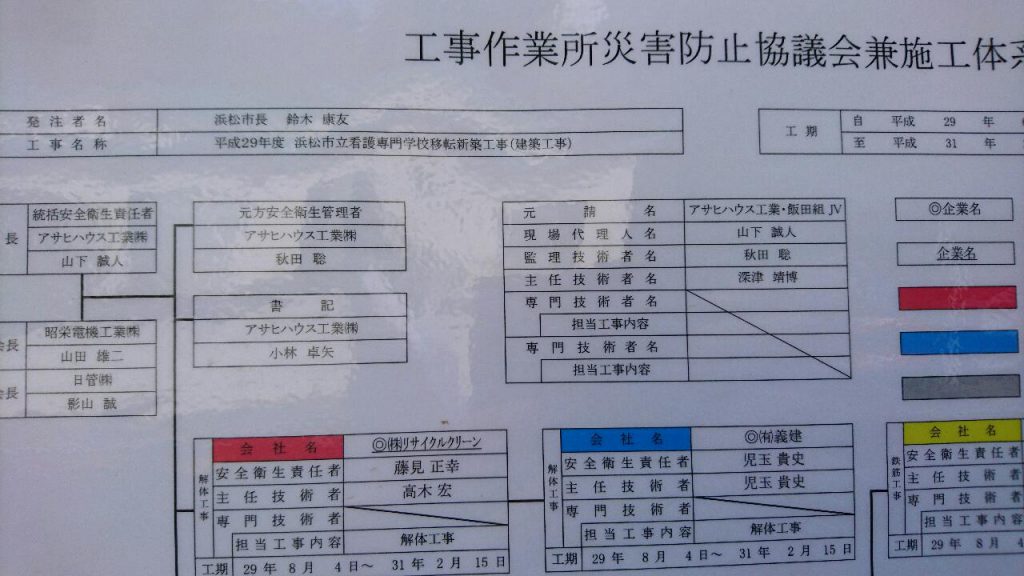 工事作業所災害防止協議会兼施工体系
発注者名 浜松市長 鈴木 康友
工事名称 平成29年度 浜松市立看護専門学校移転新築工事(建築工事)
工期 自 平成 29 年
至 平成 31 年
長 統括安全衛生責任者
アサヒハウス工業㈱
山下 誠人
元方安全衛生管理者
アサヒハウス工業㈱
秋田 聡
書記
アサヒハウス工業㈱
小林 卓矢
会長 昭栄電機工業㈱
山田 雄二
会長 日管㈱
影山 誠
元請名 アサヒハウス工業・飯田組 JV
現場代理人名 山下 誠人
監理技術者名 秋田 聡
主任技術者名 深津 靖博
専門技術者名
担当工事内容
専門技術者名
担当工事内容
◎企業名
企業名
解体工事
会社名 ◎㈱リサイクルクリーン
安全衛生責任者 藤見 正幸
主任技術者 高木 宏
専門技術者
担当工事内容 解体工事
工期 29 年 8 月 4 日～ 31 年 2 月 15 日
解体工事
会社名 ◎㈲義建
安全衛生責任者 児玉 貴史
主任技術者 児玉 貴史
専門技術者
担当工事内容 解体工事
工期 29 年 8 月 4 日～ 31 年 2 月 15 日
鉄筋工事
会社名
安全衛生責任者
主任技術者
専門技術者
担当工事内容
工期 29 年 8 月